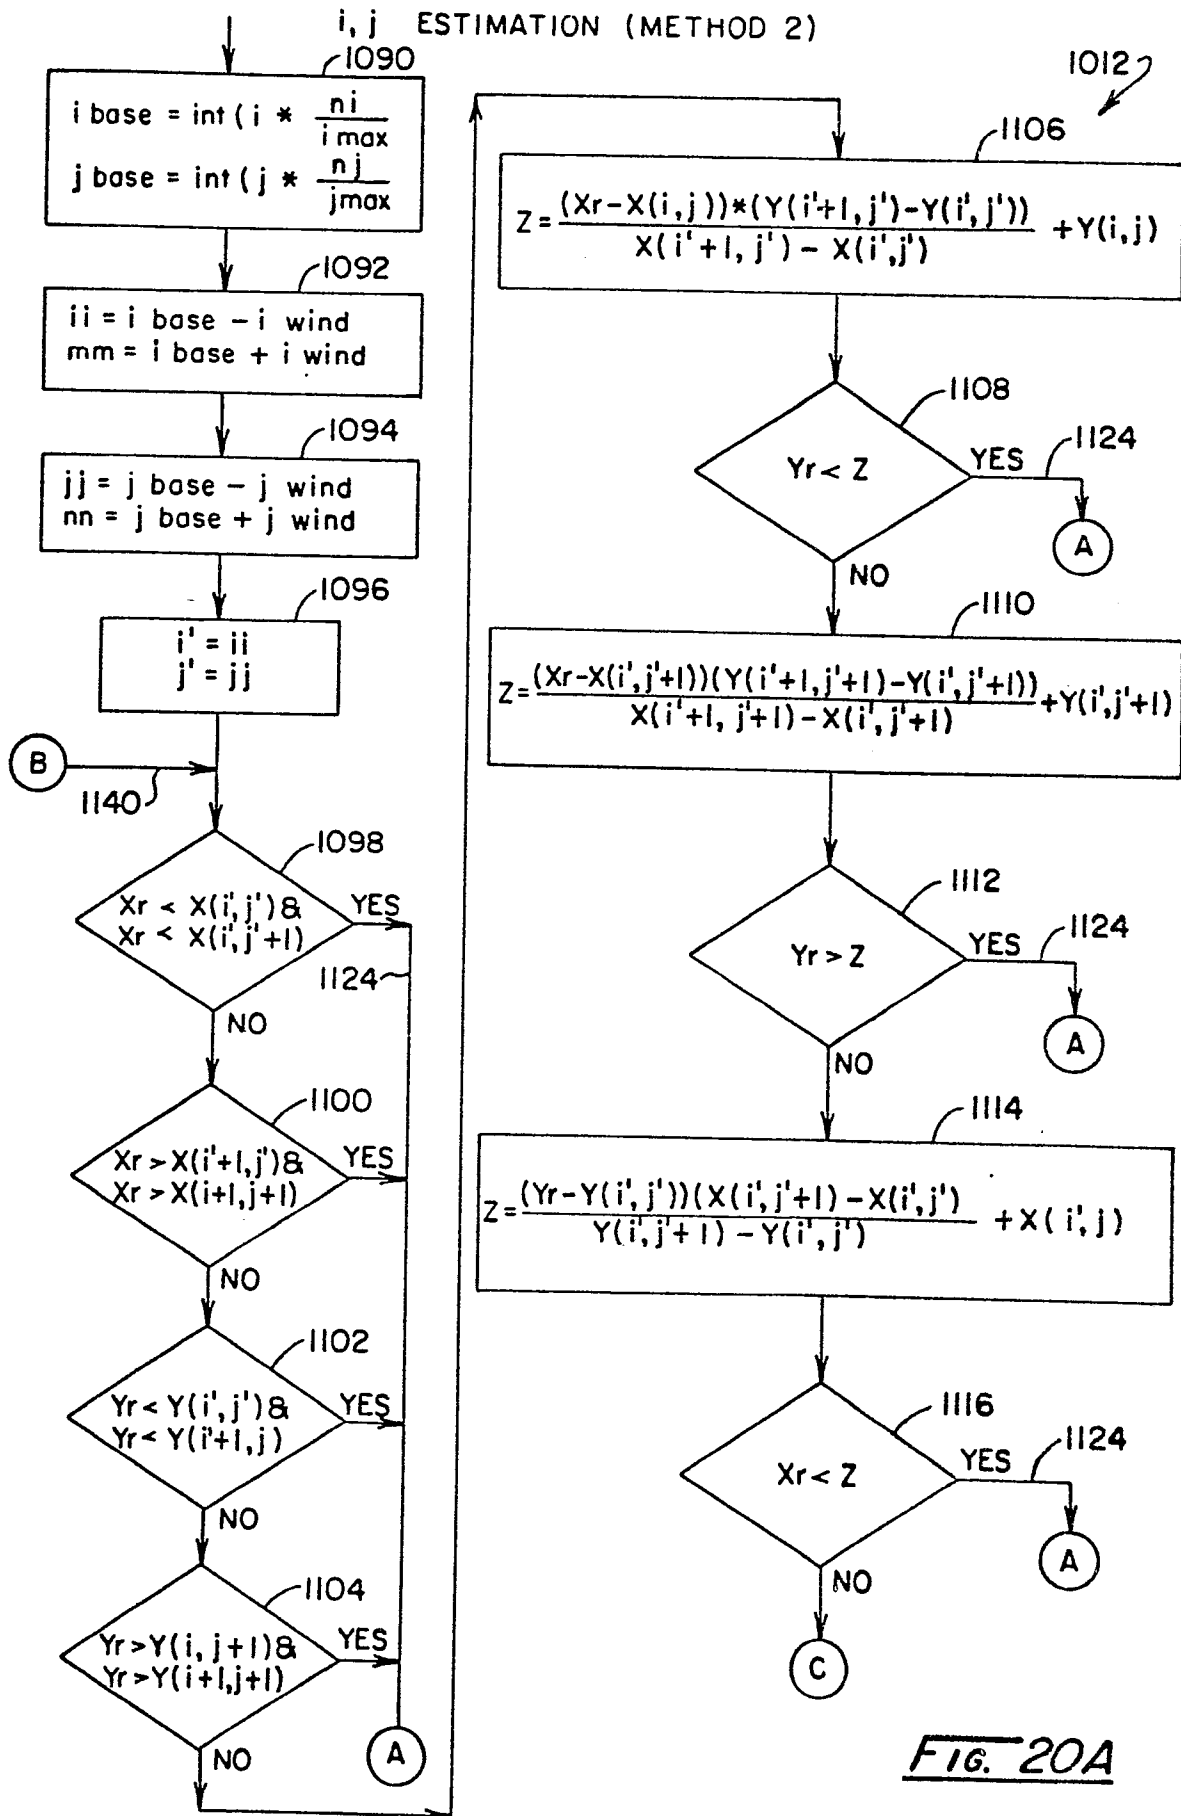 i, j ESTIMATION (METHOD 2)
1090
i base = int ( i * ni / i max
j base = int ( j * nj / jmax
1092
ii = i base - i wind
mm = i base + i wind
1094
jj = j base - j wind
nn = j base + j wind
1096
i' = ii
j' = jj
B
1140
1098
Xr < X(i', j') &
Xr < X(i', j'+1)
YES
1124
NO
1100
Xr > X(i'+1, j') &
Xr > X(i+1, j+1)
YES
NO
1102
Yr < Y(i', j') &
Yr < Y(i'+1, j)
YES
NO
1104
Yr > Y(i, j+1) &
Yr > Y(i+1, j+1)
YES
NO
A
1012
1106
Z = (Xr-X(i,j))*(Y(i'+1, j')-Y(i', j')) / X(i'+1, j') - X(i', j') + Y(i, j)
1108
Yr < Z
YES
1124
A
NO
1110
Z = (Xr-X(i', j'+1))(Y(i'+1, j'+1)-Y(i', j'+1)) / X(i'+1, j'+1) - X(i', j'+1) + Y(i', j'+1)
1112
Yr > Z
YES
1124
A
NO
1114
Z = (Yr-Y(i', j'))(X(i', j'+1) - X(i', j') / Y(i', j'+1) - Y(i', j') + X(i', j)
1116
Xr < Z
YES
1124
A
NO
C
FIG. 20A